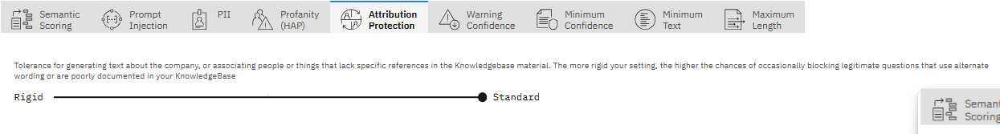 Semantic Scoring
Prompt Injection
PII
Profanity (HAP)
Attribution Protection
Warning Confidence
Minimum Confidence
Minimum Text
Maximum Length
Tolerance for generating text about the company, or associating people or things that lack specific references in the Knowledgebase material. The more rigid your setting, the higher the chances of occasionally blocking legitimate questions that use alternate
wording or are poorly documented in your KnowledgeBase
Rigid
Standard
Semant
Scoring